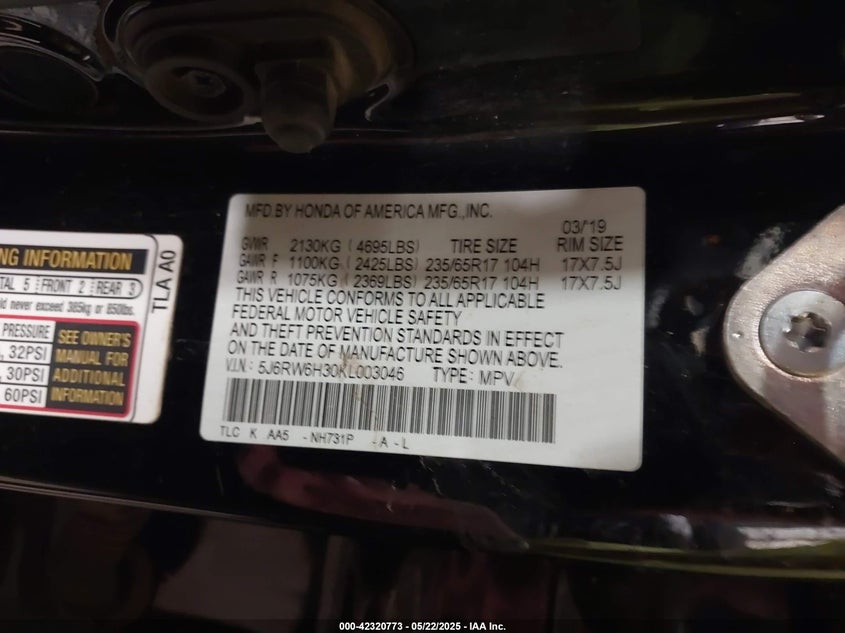 MFD.BY HONDA OF AMERICA MFG.,INC.
03/'19
GVWR 2130KG ( 4695LBS) TIRE SIZE RIM SIZE
GAWR F 1100KG ( 2425LBS) 235/65R17 104H 17X7.5J
GAWR R 1075KG ( 2369LBS) 235/65R17 104H 17X7.5J
THIS VEHICLE CONFORMS TO ALL APPLICABLE
FEDERAL MOTOR VEHICLE SAFETY
AND THEFT PREVENTION STANDARDS IN EFFECT
ON THE DATE OF MANUFACTURE SHOWN ABOVE.
V.I.N : 5J6RW6H30KL003046 TYPE: MPV
TLC K AA5 -NH731P -A -L
NG INFORMATION
TAL 5 FRONT 2 REAR 3
ld never exceed 385kg or 850lbs.
PRESSURE
, 32PSI
, 30PSI
60PSI
SEE OWNER'S
MANUAL FOR
ADDITIONAL
INFORMATION
TLA A0
000-42320773 - 05/22/2025 - IAA Inc.